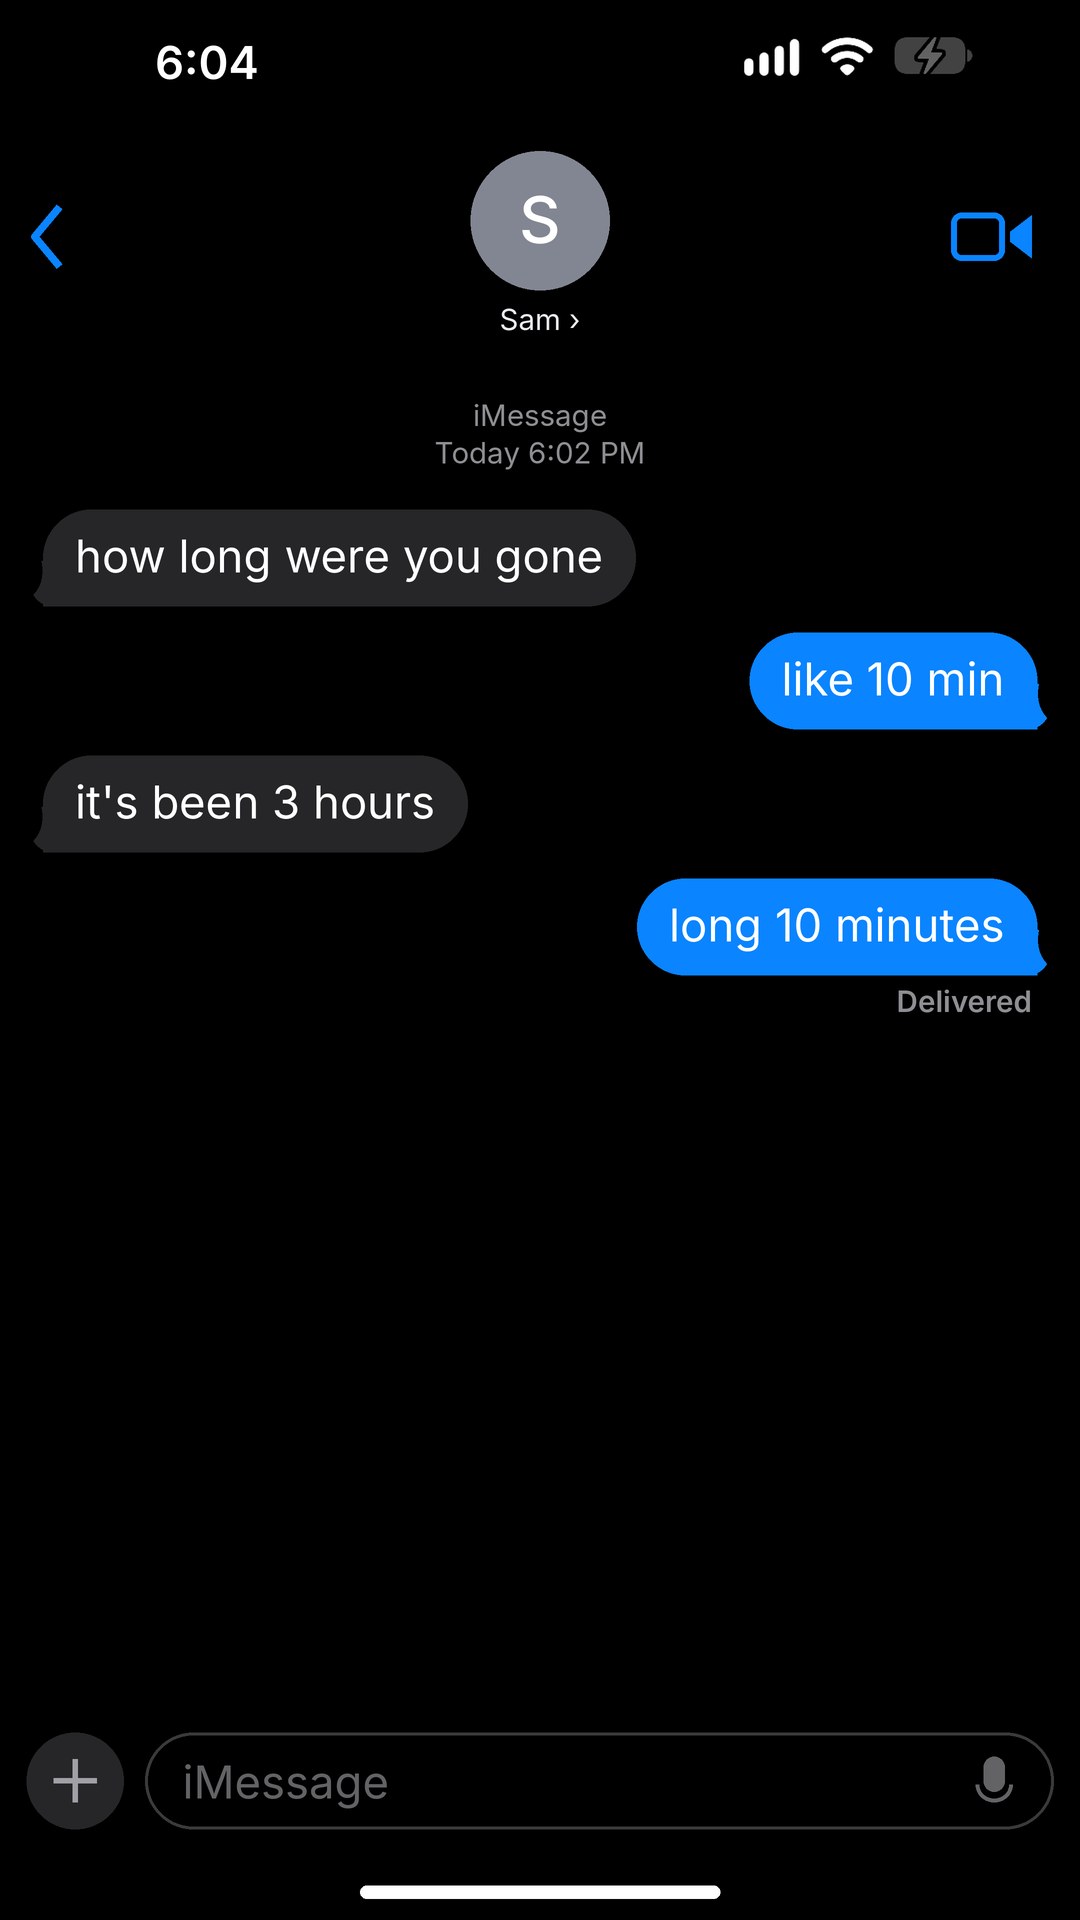 6:04
S
Sam ›
iMessage
Today 6:02 PM
how long were you gone
like 10 min
it's been 3 hours
long 10 minutes
Delivered
iMessage